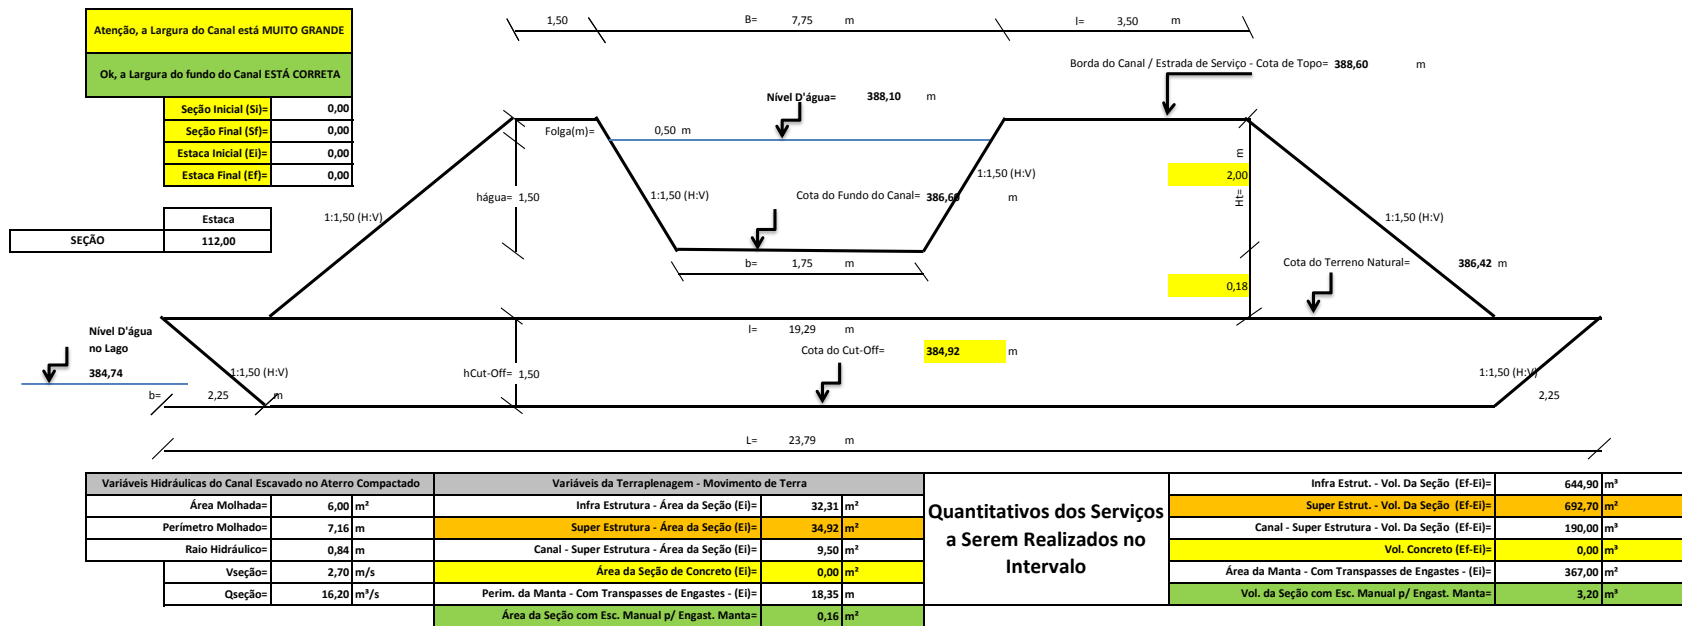 1,50
B= 7,75 m
l= 3,50 m
Atenção, a Largura do Canal está MUITO GRANDE
Ok, a Largura do fundo do Canal ESTÁ CORRETA
Borda do Canal / Estrada de Serviço - Cota de Topo= 388,60 m
Nível D'água= 388,10 m
Seção Inicial (Si)= 0,00
Seção Final (Sf)= 0,00
Estaca Inicial (Ei)= 0,00
Estaca Final (Ef)= 0,00
Folga(m)= 0,50 m
m
2,00
Ht=
1:1,50 (H:V)
hágua= 1,50
1:1,50 (H:V)
Cota do Fundo do Canal= 386,60 m
1:1,50 (H:V)
1:1,50 (H:V)
Estaca
SEÇÃO 112,00
b= 1,75 m
Cota do Terreno Natural= 386,42 m
0,18
Nível D'água
no Lago
384,74
l= 19,29 m
Cota do Cut-Off= 384,92 m
1:1,50 (H:V)
hCut-Off= 1,50
1:1,50 (H:V)
b= 2,25 m
2,25
L= 23,79 m
Variáveis Hidráulicas do Canal Escavado no Aterro Compactado
Área Molhada= 6,00 m²
Perímetro Molhado= 7,16 m
Raio Hidráulico= 0,84 m
Vseção= 2,70 m/s
Qseção= 16,20 m³/s
Variáveis da Terraplenagem - Movimento de Terra
Infra Estrutura - Área da Seção (Ei)= 32,31 m²
Super Estrutura - Área da Seção (Ei)= 34,92 m²
Canal - Super Estrutura - Área da Seção (Ei)= 9,50 m²
Área da Seção de Concreto (Ei)= 0,00 m²
Perim. da Manta - Com Transpasses de Engastes - (Ei)= 18,35 m
Área da Seção com Esc. Manual p/ Engast. Manta= 0,16 m²
Quantitativos dos Serviços
a Serem Realizados no
Intervalo
Infra Estrut. - Vol. Da Seção (Ef-Ei)= 644,90 m³
Super Estrut. - Vol. Da Seção (Ef-Ei)= 692,70 m²
Canal - Super Estrutura - Vol. Da Seção (Ef-Ei)= 190,00 m³
Vol. Concreto (Ef-Ei)= 0,00 m³
Área da Manta - Com Transpasses de Engastes - (Ei)= 367,00 m²
Vol. da Seção com Esc. Manual p/ Engast. Manta= 3,20 m³